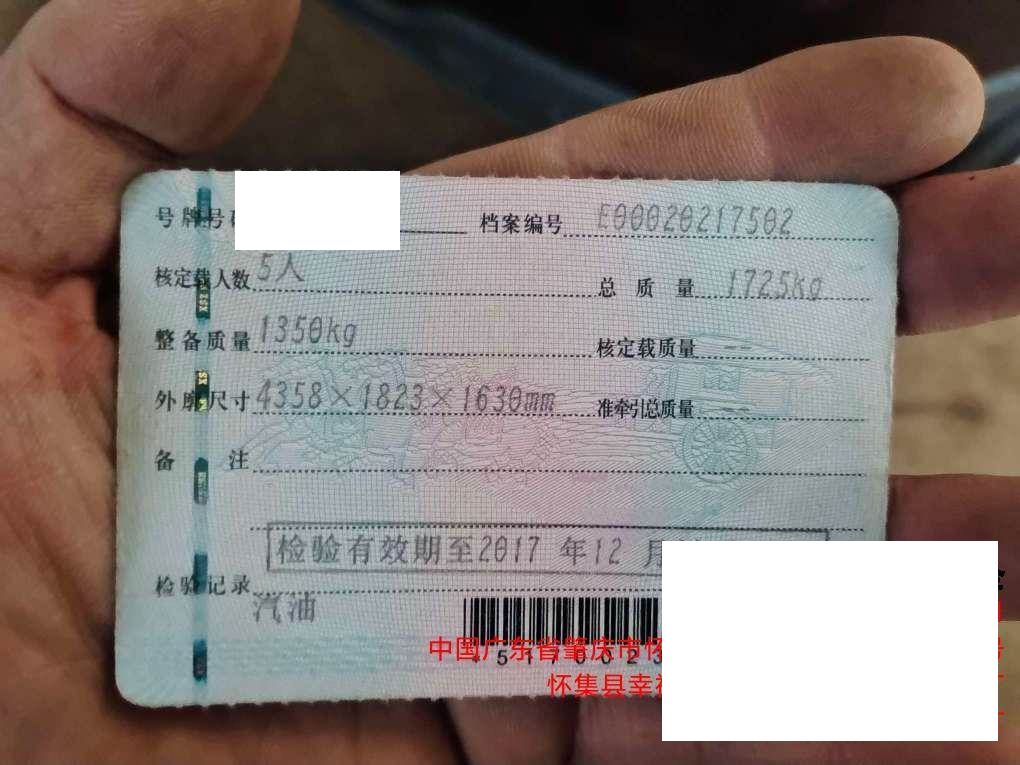 号牌号 档案编号 E00020217502
核定载人数 5人 总质量 1725kg
整备质量 1350kg 核定载质量 --
外廓尺寸 4358×1823×1630mm 准牵引总质量 --
备注
检验有效期至2017年12月
检验记录
汽油
中国广东省肇庆市怀
怀集县幸